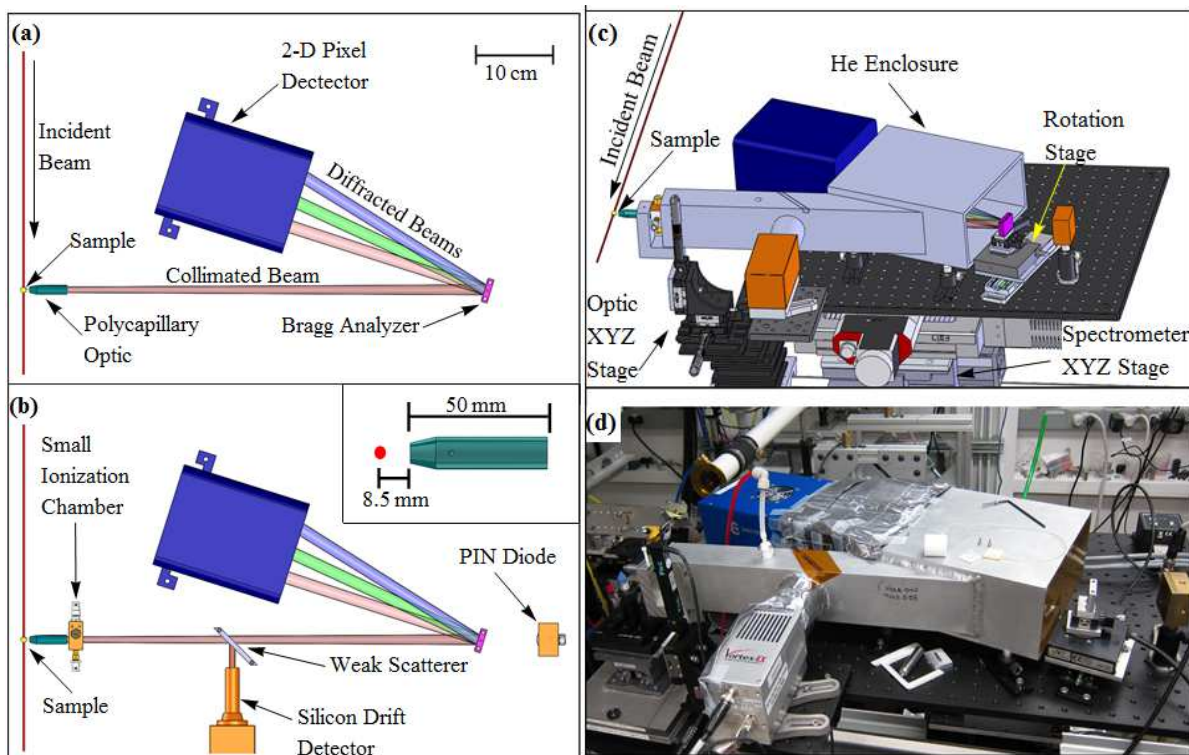 (a)
2-D Pixel
Dectector
10 cm
Incident
Beam
Diffracted Beams
Sample
Collimated Beam
Polycapillary
Optic
Bragg Analyzer
(b)
50 mm
8.5 mm
Small
Ionization
Chamber
PIN Diode
Weak Scatterer
Sample
Silicon Drift
Detector
(c)
Incident Beam
He Enclosure
Sample
Rotation
Stage
Optic
XYZ
Stage
Spectrometer
XYZ Stage
(d)
Vortex-EX